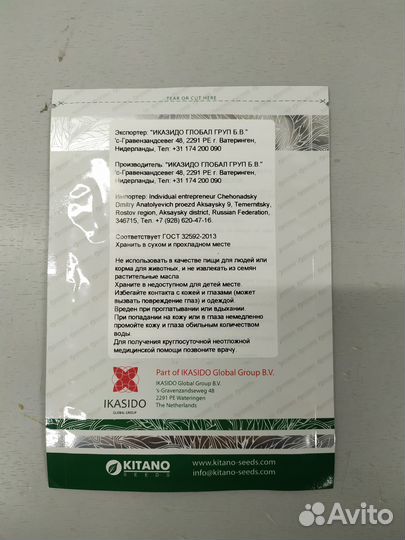 TEAR OR CUT HERE
Экспортер: "ИКАЗИДО ГЛОБАЛ ГРУП Б.В."
'с-Гравензандсевег 48, 2291 PE г. Ватеринген,
Нидерланды, Тел: +31 174 200 090
Производитель: "ИКАЗИДО ГЛОБАЛ ГРУП Б.В."
'с-Гравензандсевег 48, 2291 PE г. Ватеринген,
Нидерланды, Тел: +31 174 200 090
Импортер: Individual entrepreneur Chehonadsky
Dmitry Anatolyevich proezd Aksaysky 9, Temernitsky,
Rostov region, Aksaysky district, Russian Federation,
346715, Тел. +7 (928) 620-47-16.
Соответствует ГОСТ 32592-2013
Хранить в сухом и прохладном месте
Не использовать в качестве пищи для людей или
корма для животных, и не извлекать из семян
растительные масла
Хранить в недоступном для детей месте.
Избегайте контакта с кожей и глазами (может
вызвать повреждение глаз) и одеждой.
Вреден при проглатывании или вдыхании.
При попадании на кожу или в глаза немедленно
промойте кожу и глаза обильным количеством
воды.
Для получения круглосуточной неотложной
медицинской помощи позвоните врачу
Part of IKASIDO Global Group B.V.
IKASIDO Global Group B.V.
's-Gravenzandseweg 48
2291 PE Wateringen
The Netherlands
IKASIDO
GLOBAL GROUP
KITANO
SEEDS
www.kitano-seeds.com
info@kitano-seeds.com
Avito